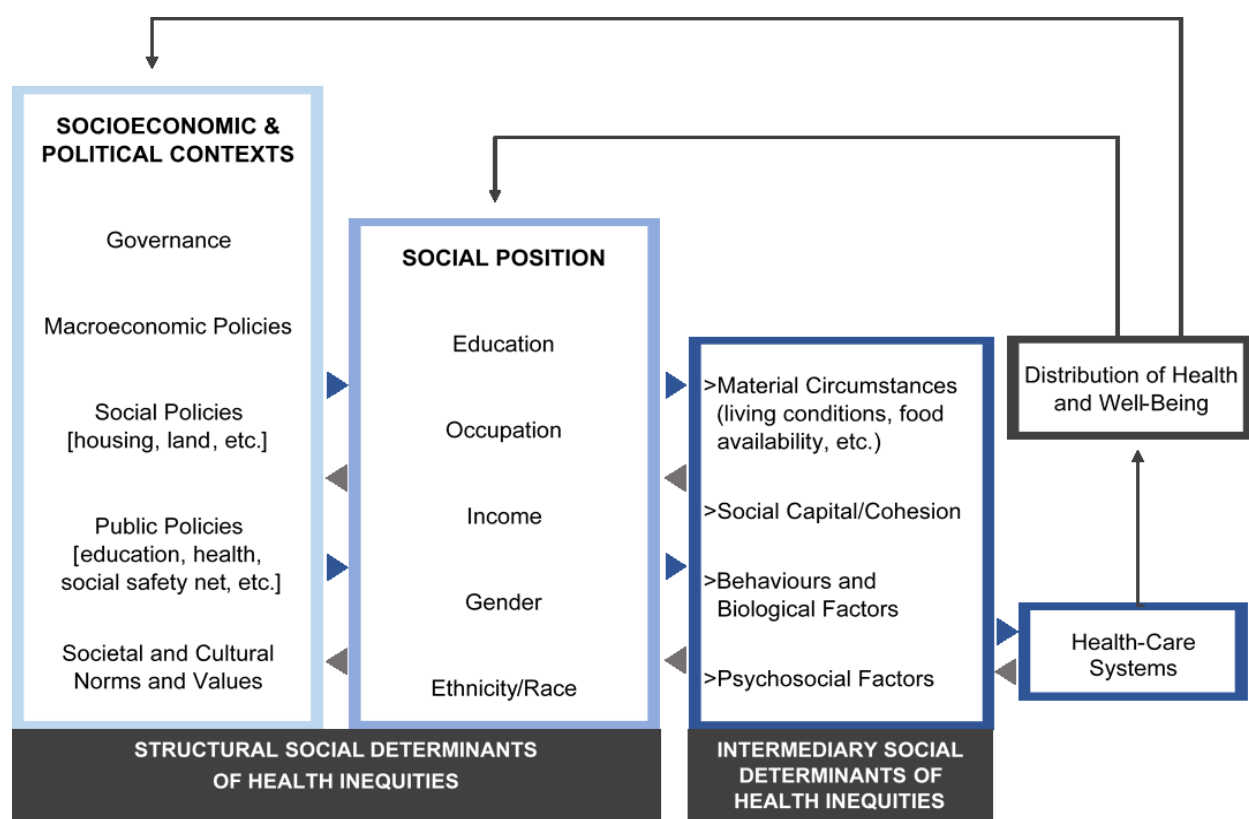 SOCIOECONOMIC &
POLITICAL CONTEXTS
Governance
Macroeconomic Policies
Social Policies
[housing, land, etc.]
Public Policies
[education, health,
social safety net, etc.]
Societal and Cultural
Norms and Values
SOCIAL POSITION
Education
Occupation
Income
Gender
Ethnicity/Race
STRUCTURAL SOCIAL DETERMINANTS
OF HEALTH INEQUITIES
>Material Circumstances
(living conditions, food
availability, etc.)
>Social Capital/Cohesion
>Behaviours and
Biological Factors
>Psychosocial Factors
INTERMEDIARY SOCIAL
DETERMINANTS OF
HEALTH INEQUITIES
Distribution of Health
and Well-Being
Health-Care
Systems